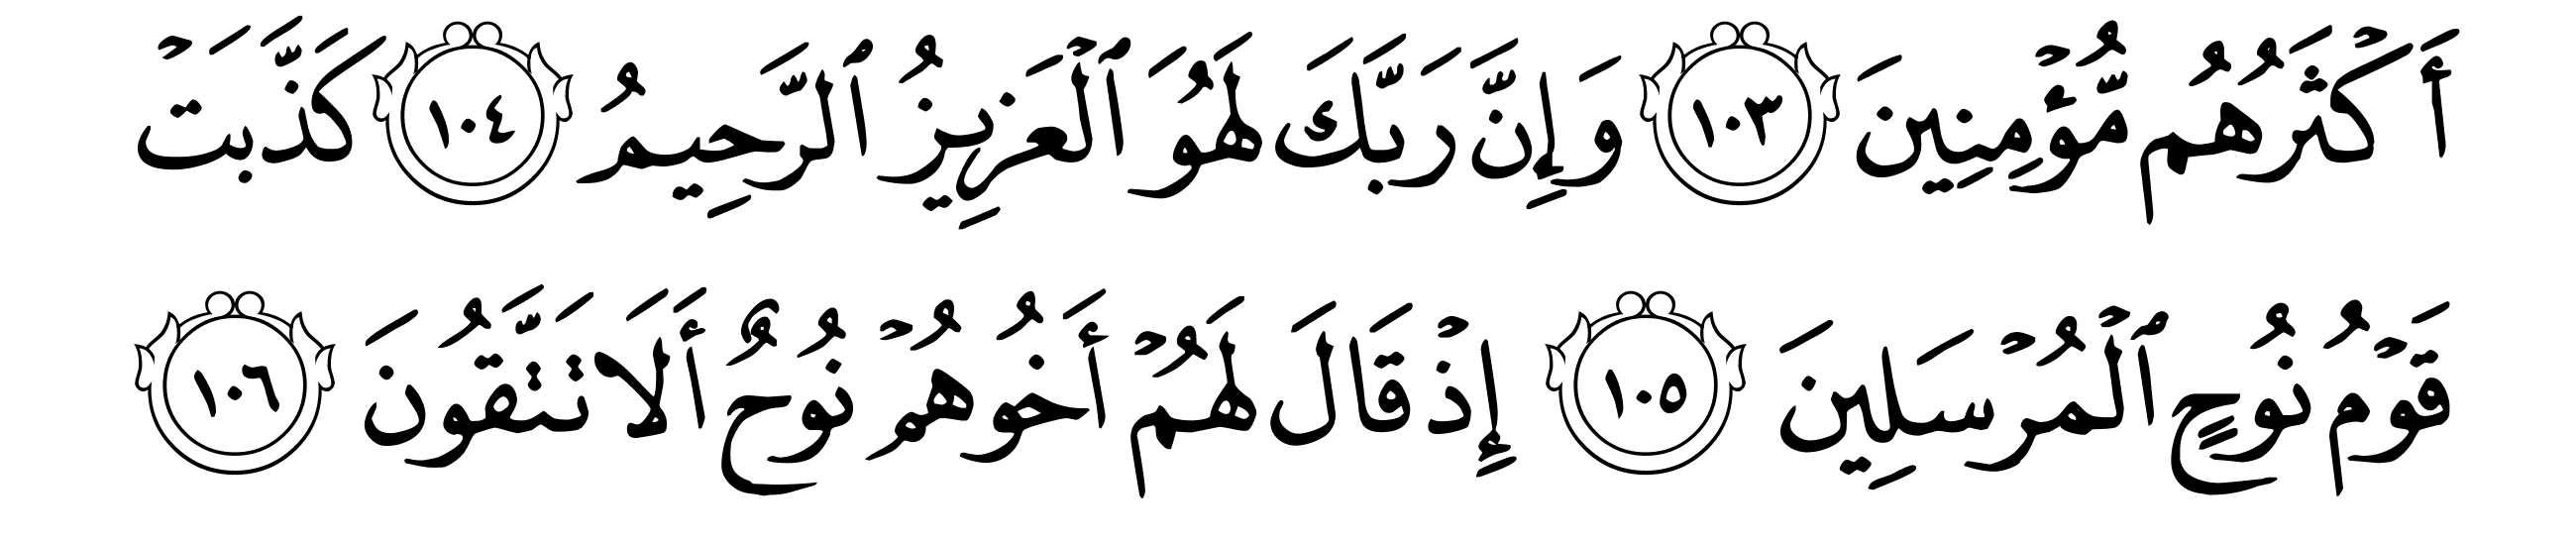 أَكْثَرُهُم مُّؤْمِنِينَ ١٠٣ وَإِنَّ رَبَّكَ لَهُوَ ٱلْعَزِيزُ ٱلرَّحِيمُ ١٠٤ كَذَّبَتْ
قَوْمُ نُوحٍ ٱلْمُرْسَلِينَ ١٠٥ إِذْ قَالَ لَهُمْ أَخُوهُمْ نُوحٌ أَلَا تَتَّقُونَ ١٠٦